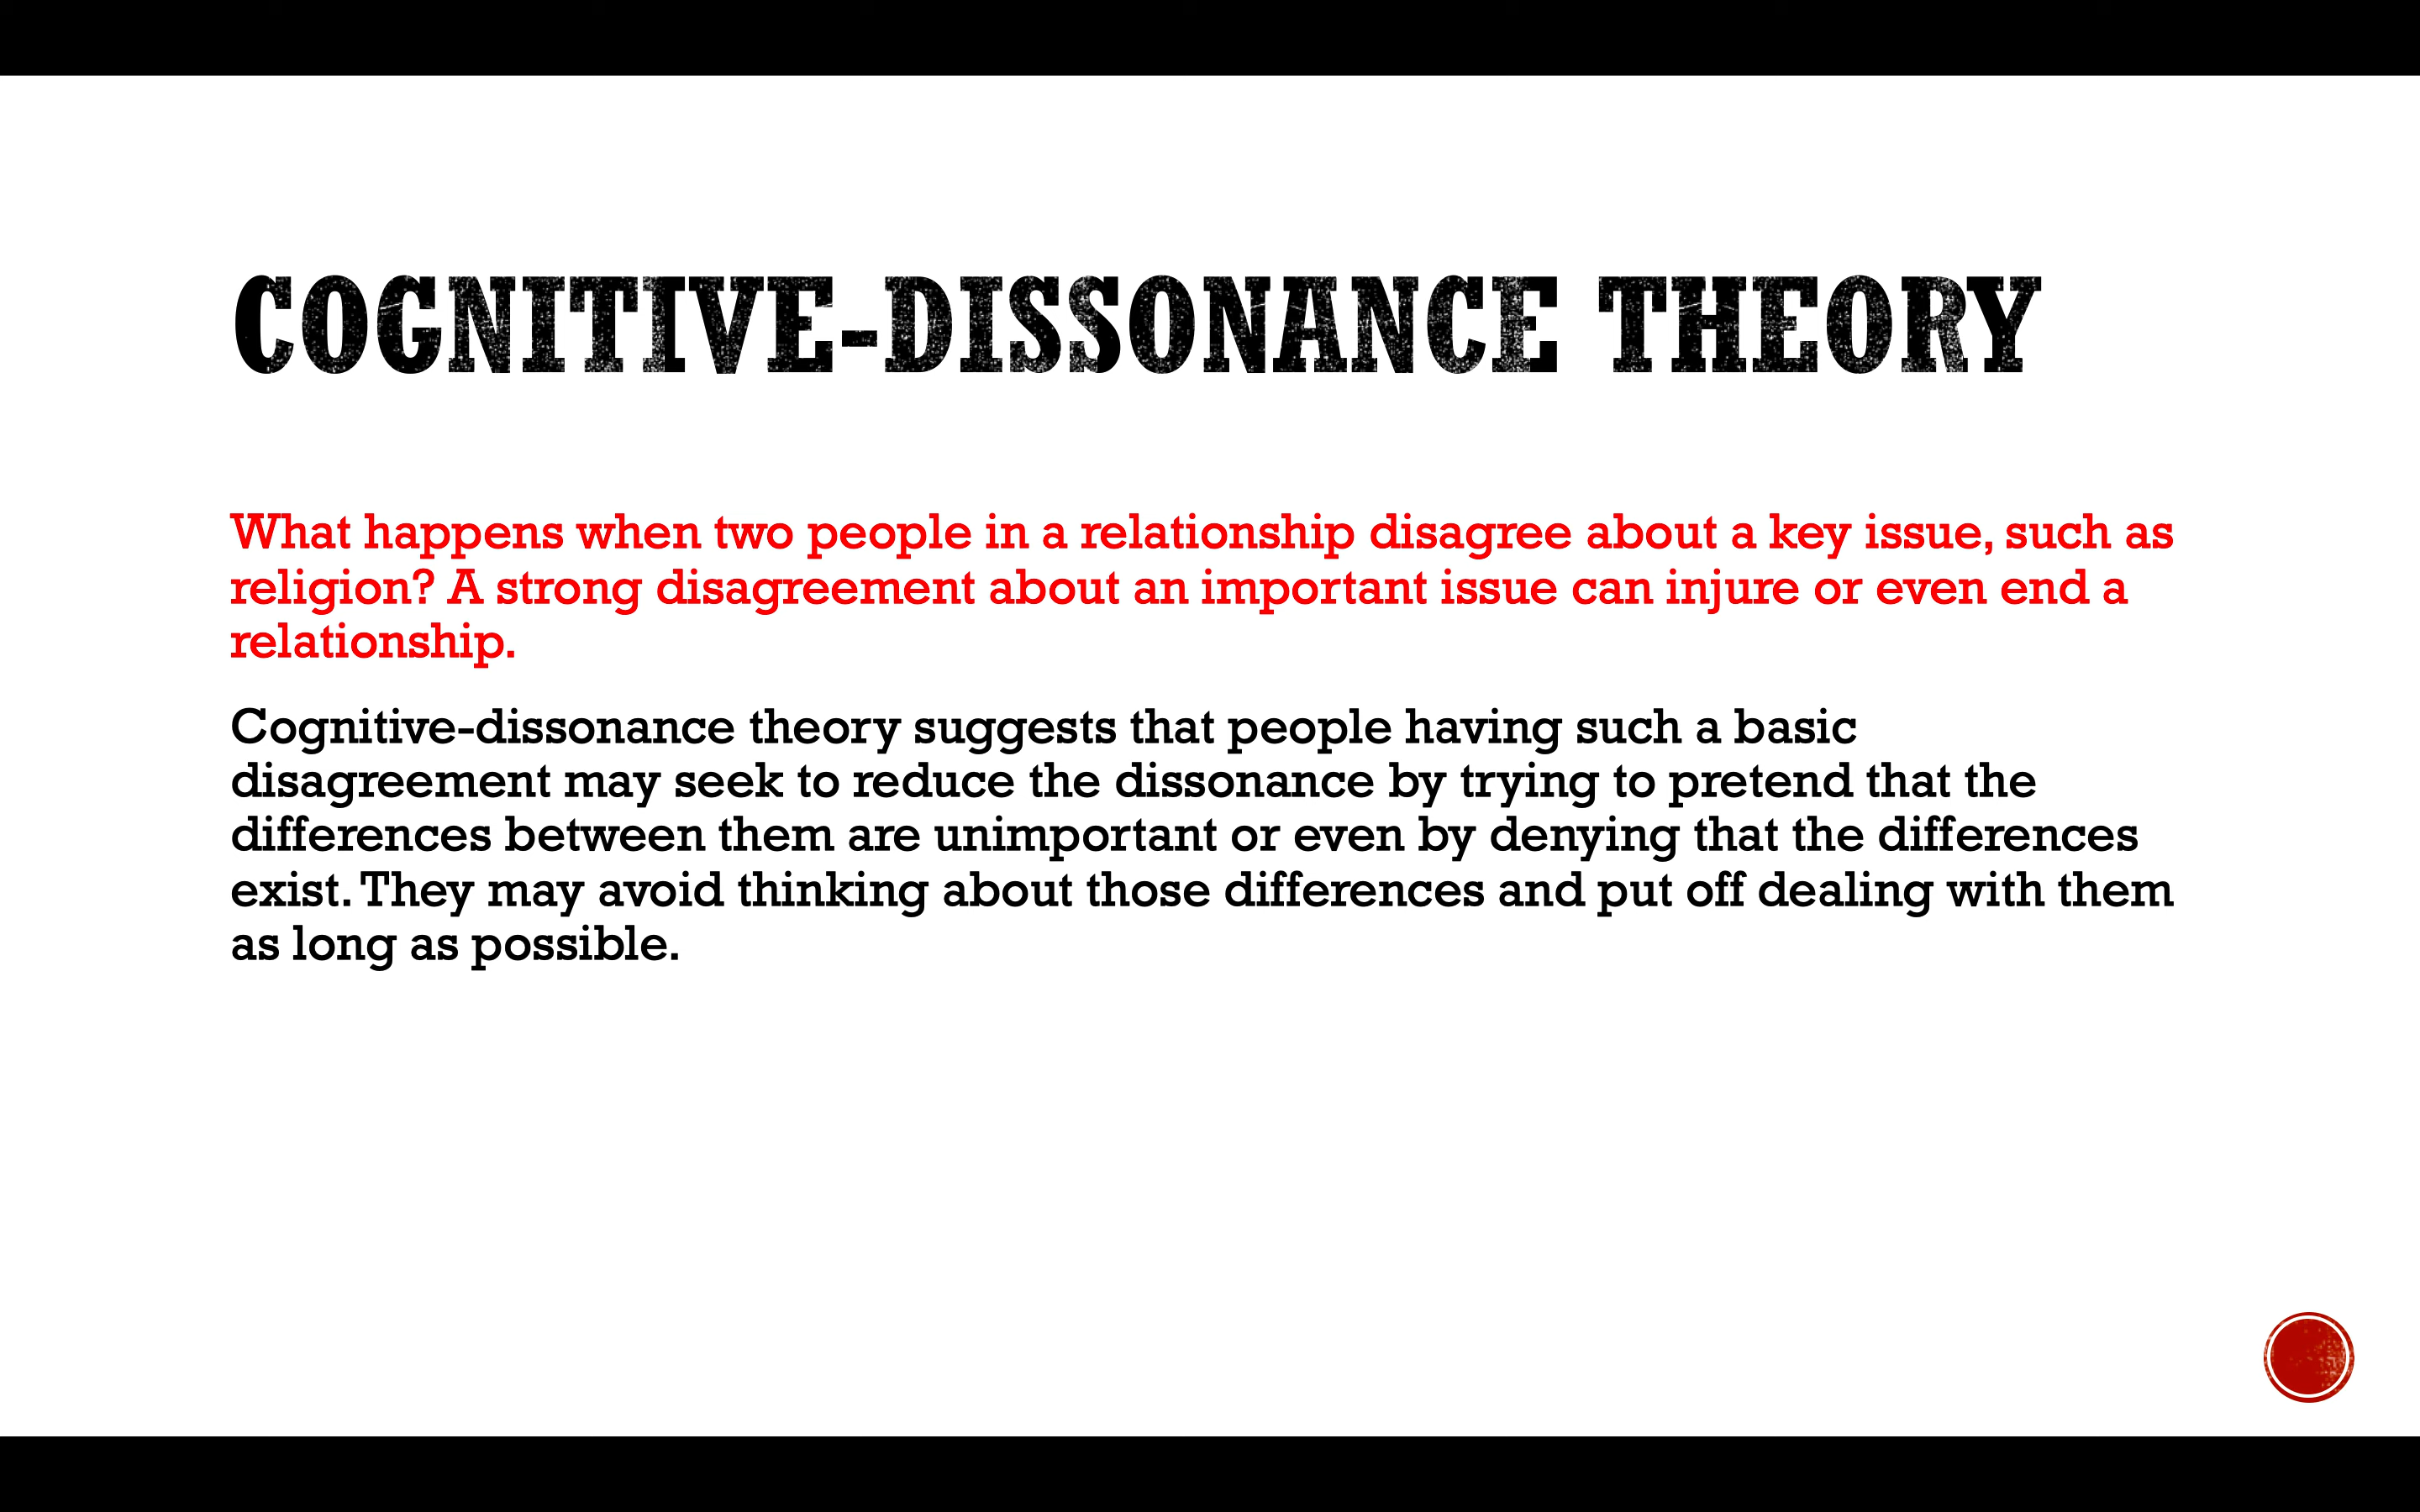 COGNITIVE-DISSONANCE THEORY
What happens when two people in a relationship disagree about a key issue, such as
religion? A strong disagreement about an important issue can injure or even end a
relationship.
Cognitive-dissonance theory suggests that people having such a basic
disagreement may seek to reduce the dissonance by trying to pretend that the
differences between them are unimportant or even by denying that the differences
exist. They may avoid thinking about those differences and put off dealing with them
as long as possible.